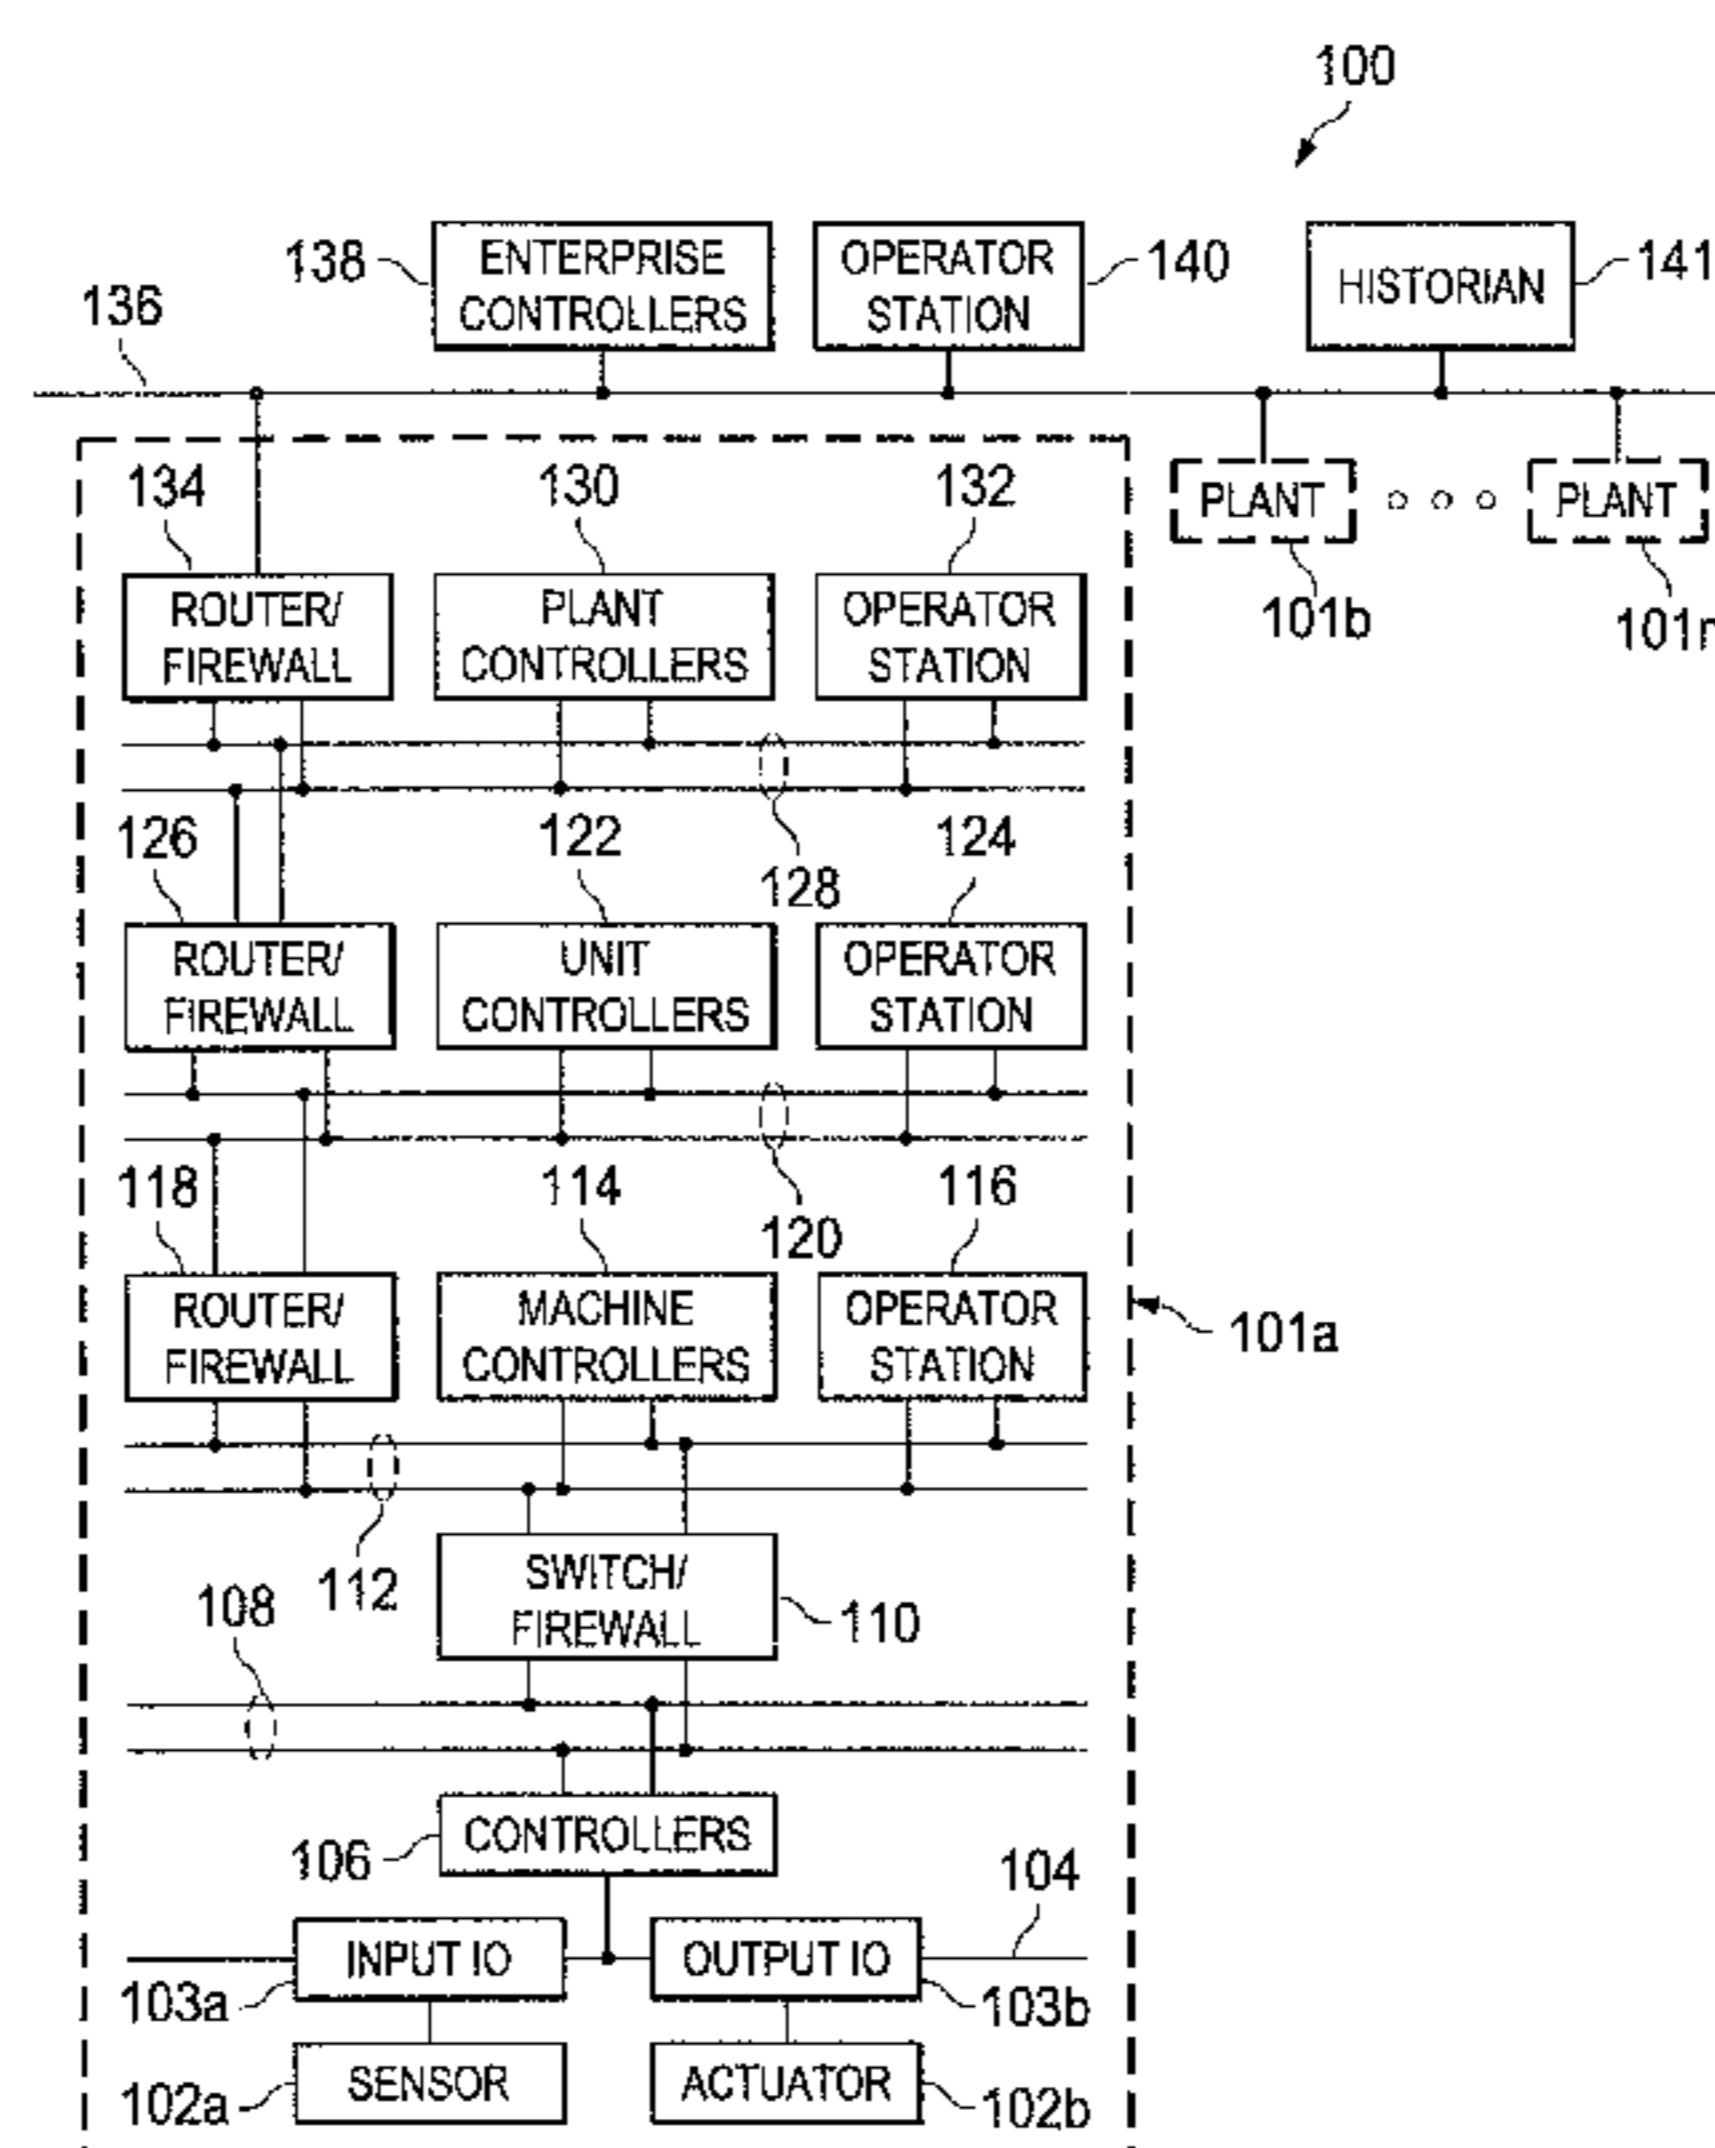 100
138
ENTERPRISE
CONTROLLERS
OPERATOR
STATION
140
HISTORIAN
141
136
134
130
132
PLANT
PLANT
101b
101n
ROUTER/
FIREWALL
PLANT
CONTROLLERS
OPERATOR
STATION
128
126
122
124
ROUTER/
FIREWALL
UNIT
CONTROLLERS
OPERATOR
STATION
120
118
114
116
ROUTER/
FIREWALL
MACHINE
CONTROLLERS
OPERATOR
STATION
101a
112
SWITCH/
FIREWALL
110
108
CONTROLLERS
106
104
INPUT IO
OUTPUT IO
103a
103b
SENSOR
ACTUATOR
102a
102b